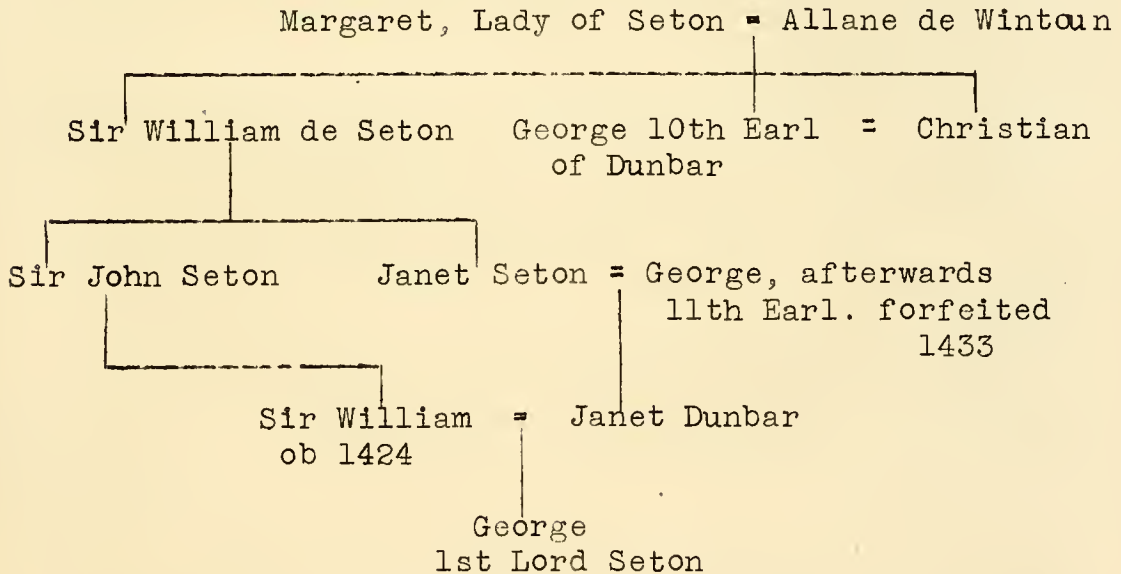 Margaret, Lady of Seton = Allane de Wintoun
Sir William de Seton George 10th Earl = Christian
of Dunbar
Sir John Seton Janet Seton = George, afterwards
11th Earl. forfeited
1433
Sir William = Janet Dunbar
ob 1424
George
1st Lord Seton